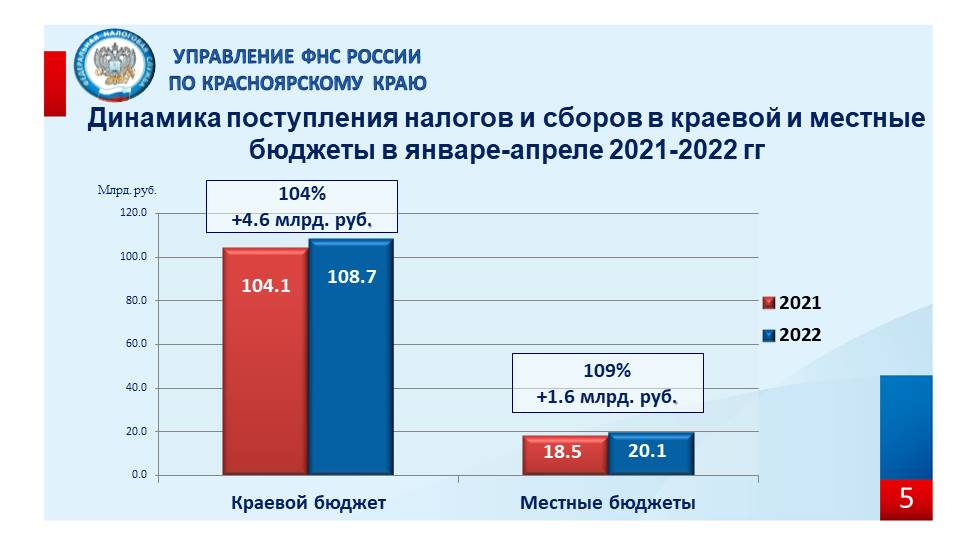 ФЕДЕРАЛЬНАЯ НАЛОГОВАЯ СЛУЖБА
УПРАВЛЕНИЕ ФНС РОССИИ
ПО КРАСНОЯРСКОМУ КРАЮ
Динамика поступления налогов и сборов в краевой и местные
бюджеты в январе-апреле 2021-2022 гг
Млрд. руб.
104%
+4.6 млрд. руб.
120.0
100.0
80.0
60.0
40.0
20.0
0.0
104.1
108.7
109%
+1.6 млрд. руб.
18.5
20.1
2021
2022
Краевой бюджет
Местные бюджеты
5